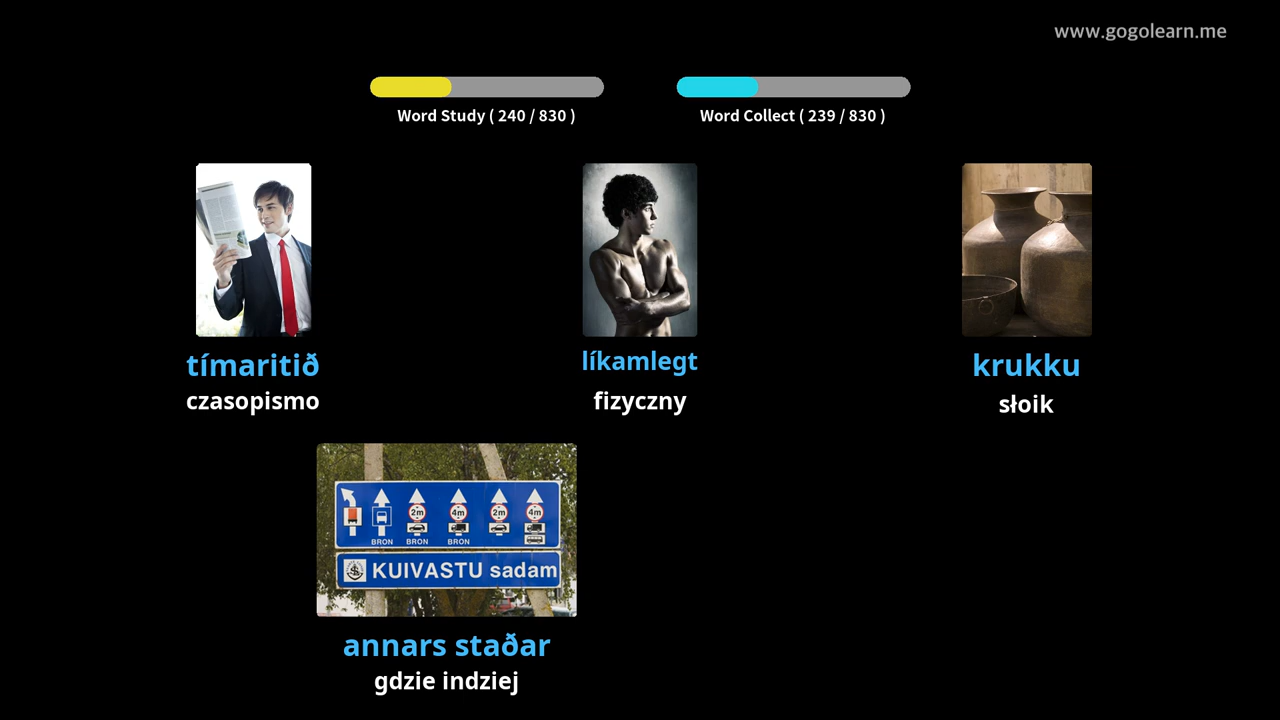 www.gogolearn.me
Word Study ( 240 / 830 )
Word Collect ( 239 / 830 )
tímaritið
czasopismo
líkamlegt
fizyczny
krukku
słoik
2m
4m
2m
4m
BRON
BRON
BRON
KUIVASTU sadam
annars staðar
gdzie indziej